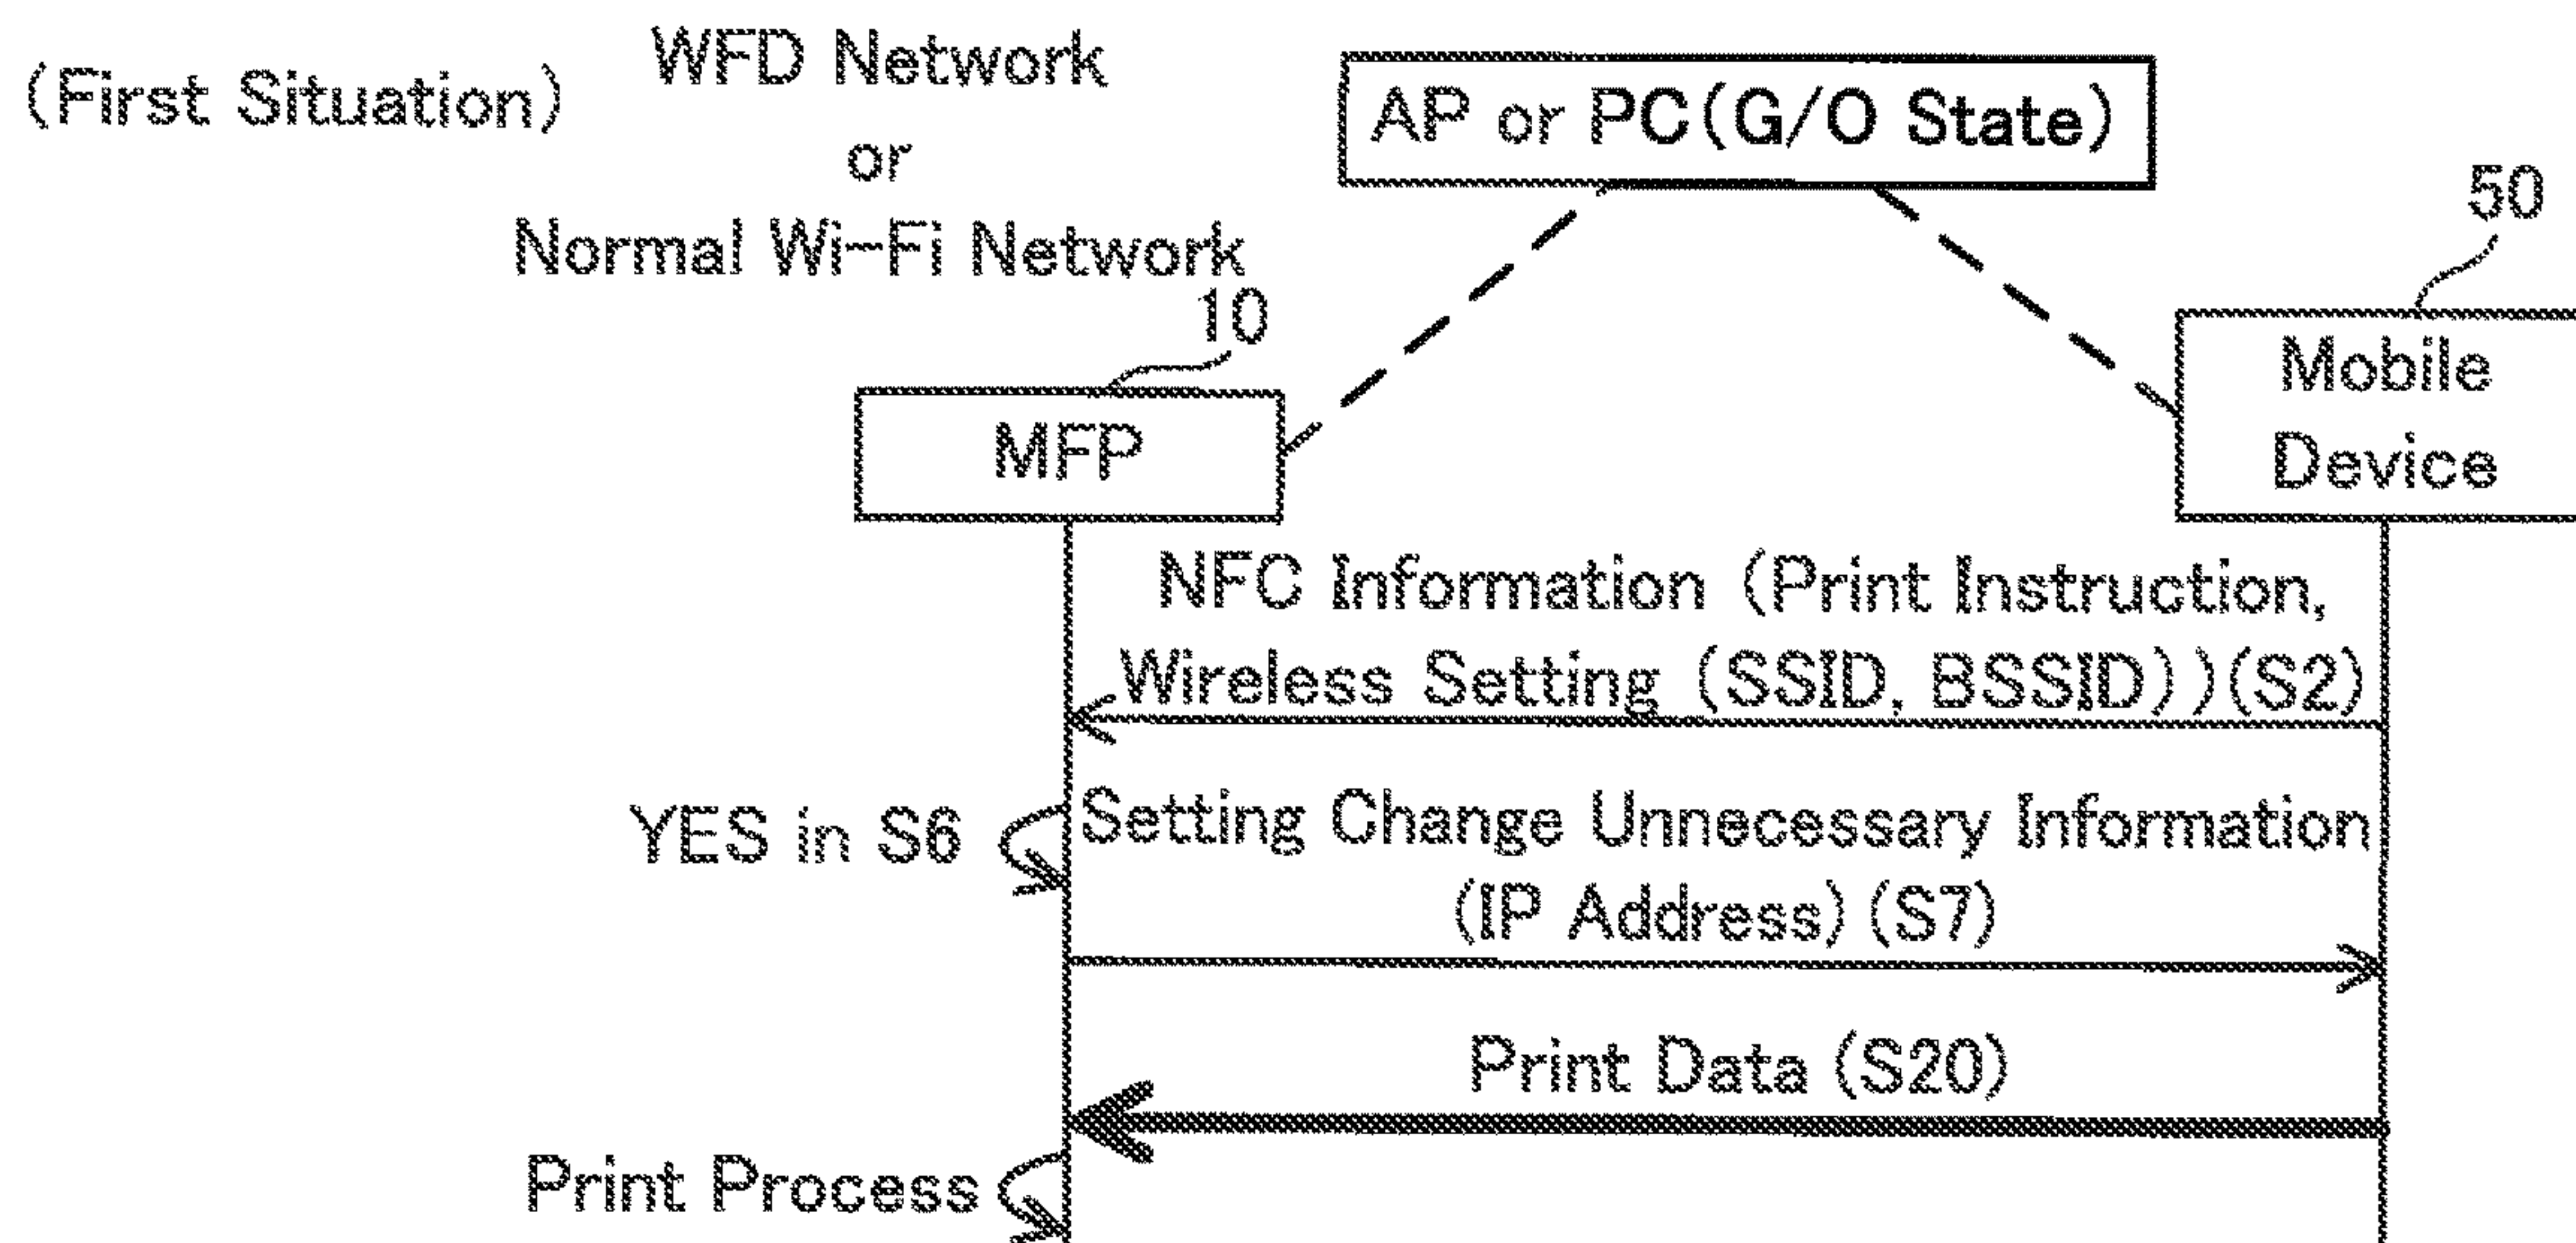 (First Situation)
WFD Network
or
Normal Wi-Fi Network
AP or PC(G/O State)
10
MFP
50
Mobile
Device
NFC Information (Print Instruction,
Wireless Setting (SSID, BSSID))(S2)
YES in S6
Setting Change Unnecessary Information
(IP Address)(S7)
Print Data (S20)
Print Process